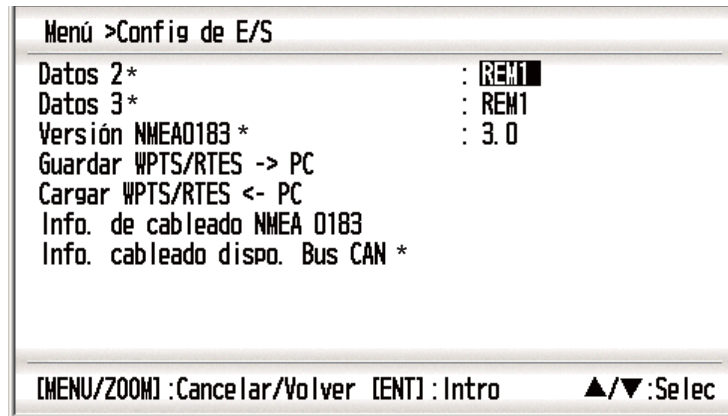 Menú >Config de E/S
Datos 2* : REM1
Datos 3* : REM1
Versión NMEA0183 * : 3.0
Guardar WPTS/RTES -> PC
Cargar WPTS/RTES <- PC
Info. de cableado NMEA 0183
Info. cableado dispo. Bus CAN *
[MENU/ZOOM]:Cancelar/Volver [ENT]:Intro ▲/▼:Selec